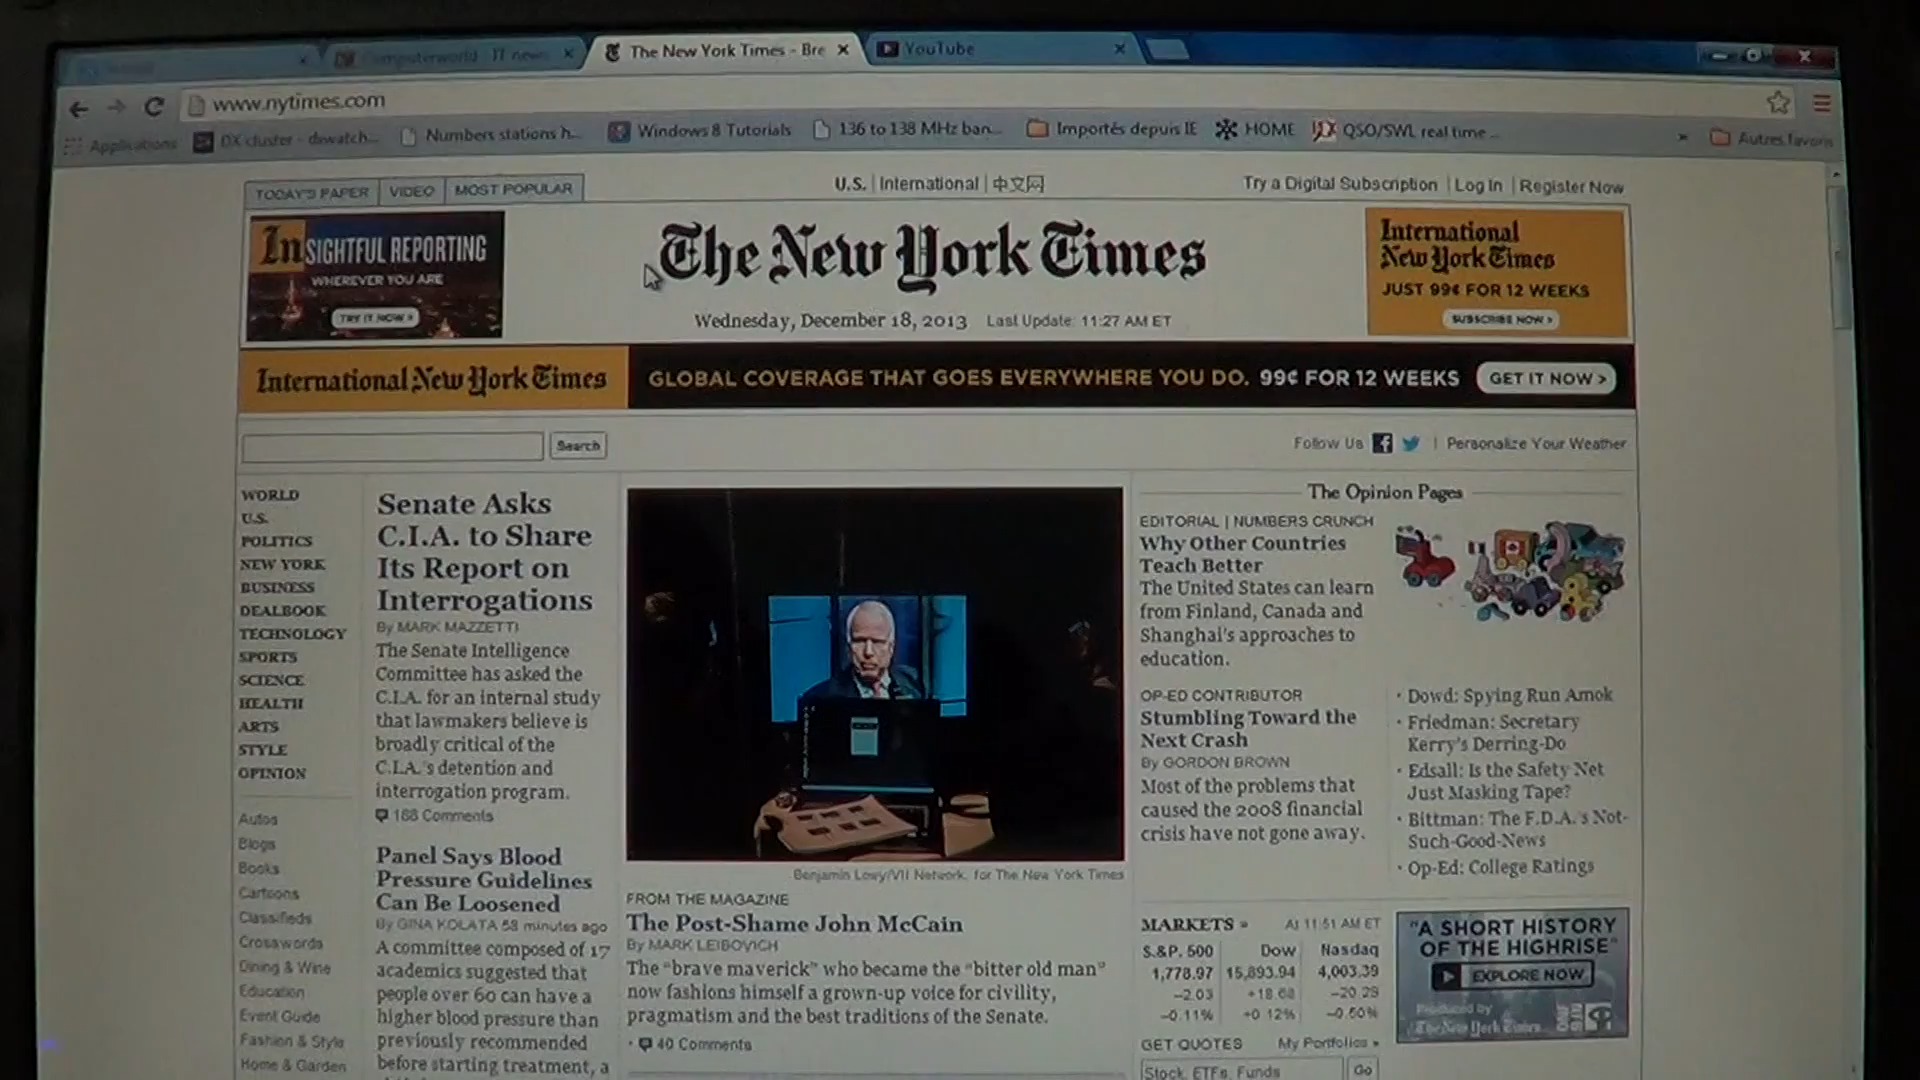 Computerworld - IT news
The New York Times - Bre
YouTube
www.nytimes.com
Applications
DX cluster - dxwatch...
Numbers stations h...
Windows 8 Tutorials
136 to 138 MHz ban...
Importés depuis IE
HOME
QSO/SWL real time ...
»
Autres favoris
TODAY'S PAPER
VIDEO
MOST POPULAR
U.S. | International | 中文网
Try a Digital Subscription | Log In | Register Now
InSIGHTFUL REPORTING
WHEREVER YOU ARE
TRY IT NOW >
The New York Times
Wednesday, December 18, 2013 Last Update: 11:27 AM ET
International
New York Times
JUST 99¢ FOR 12 WEEKS
SUBSCRIBE NOW >
International New York Times
GLOBAL COVERAGE THAT GOES EVERYWHERE YOU DO. 99¢ FOR 12 WEEKS
GET IT NOW >
Search
Follow Us
| Personalize Your Weather
WORLD
U.S.
POLITICS
NEW YORK
BUSINESS
DEALBOOK
TECHNOLOGY
SPORTS
SCIENCE
HEALTH
ARTS
STYLE
OPINION
Autos
Blogs
Books
Cartoons
Classifieds
Crosswords
Dining & Wine
Education
Event Guide
Fashion & Style
Home & Garden
Senate Asks
C.I.A. to Share
Its Report on
Interrogations
By MARK MAZZETTI
The Senate Intelligence
Committee has asked the
C.I.A. for an internal study
that lawmakers believe is
broadly critical of the
C.I.A.'s detention and
interrogation program.
168 Comments
Panel Says Blood
Pressure Guidelines
Can Be Loosened
By GINA KOLATA 58 minutes ago
A committee composed of 17
academics suggested that
people over 60 can have a
higher blood pressure than
previously recommended
before starting treatment, a
Benjamin Lowy/VII Network, for The New York Times
FROM THE MAGAZINE
The Post-Shame John McCain
By MARK LEIBOVICH
The "brave maverick" who became the "bitter old man"
now fashions himself a grown-up voice for civility,
pragmatism and the best traditions of the Senate.
• 40 Comments
The Opinion Pages
EDITORIAL | NUMBERS CRUNCH
Why Other Countries
Teach Better
The United States can learn
from Finland, Canada and
Shanghai's approaches to
education.
OP-ED CONTRIBUTOR
Stumbling Toward the
Next Crash
By GORDON BROWN
Most of the problems that
caused the 2008 financial
crisis have not gone away.
• Dowd: Spying Run Amok
• Friedman: Secretary
Kerry's Derring-Do
• Edsall: Is the Safety Net
Just Masking Tape?
• Bittman: The F.D.A.'s Not-
Such-Good-News
• Op-Ed: College Ratings
MARKETS » At 11:51 AM ET
S.&P. 500 Dow Nasdaq
1,778.97 15,893.94 4,003.39
–2.03 +18.68 –20.29
–0.11% +0.12% –0.50%
GET QUOTES My Portfolios »
Stock, ETFs, Funds
Go
"A SHORT HISTORY
OF THE HIGHRISE"
EXPLORE NOW
Produced by
The New York Times